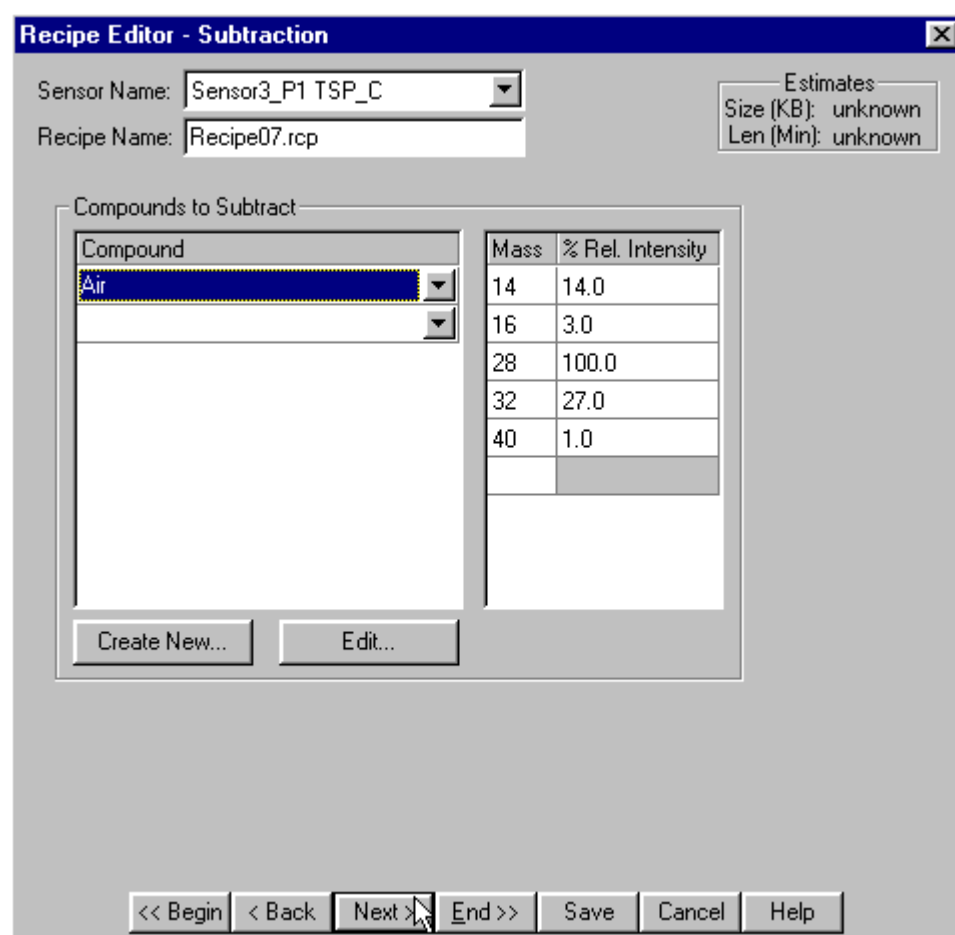 Recipe Editor - Subtraction
Sensor Name: Sensor3_P1 TSP_C
Recipe Name: Recipe07.rcp
Estimates
Size (KB): unknown
Len (Min): unknown
Compounds to Subtract
Compound
Air
Mass % Rel. Intensity
14 14.0
16 3.0
28 100.0
32 27.0
40 1.0
Create New... Edit...
<< Begin < Back Next > End >> Save Cancel Help